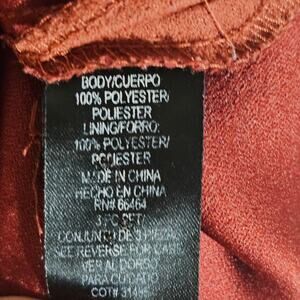 BODY/CUERPO
100% POLYESTER/
POLIESTER
LINING/FORRO:
100% POLYESTER/
POLIESTER
MADE IN CHINA
HECHO EN CHINA
RN# 66464
3 PC SET/
CONJUNTO DE 3
SEE REVERSE FOR CARE
VER AL DORSO
PARA CUIDADO
COT#